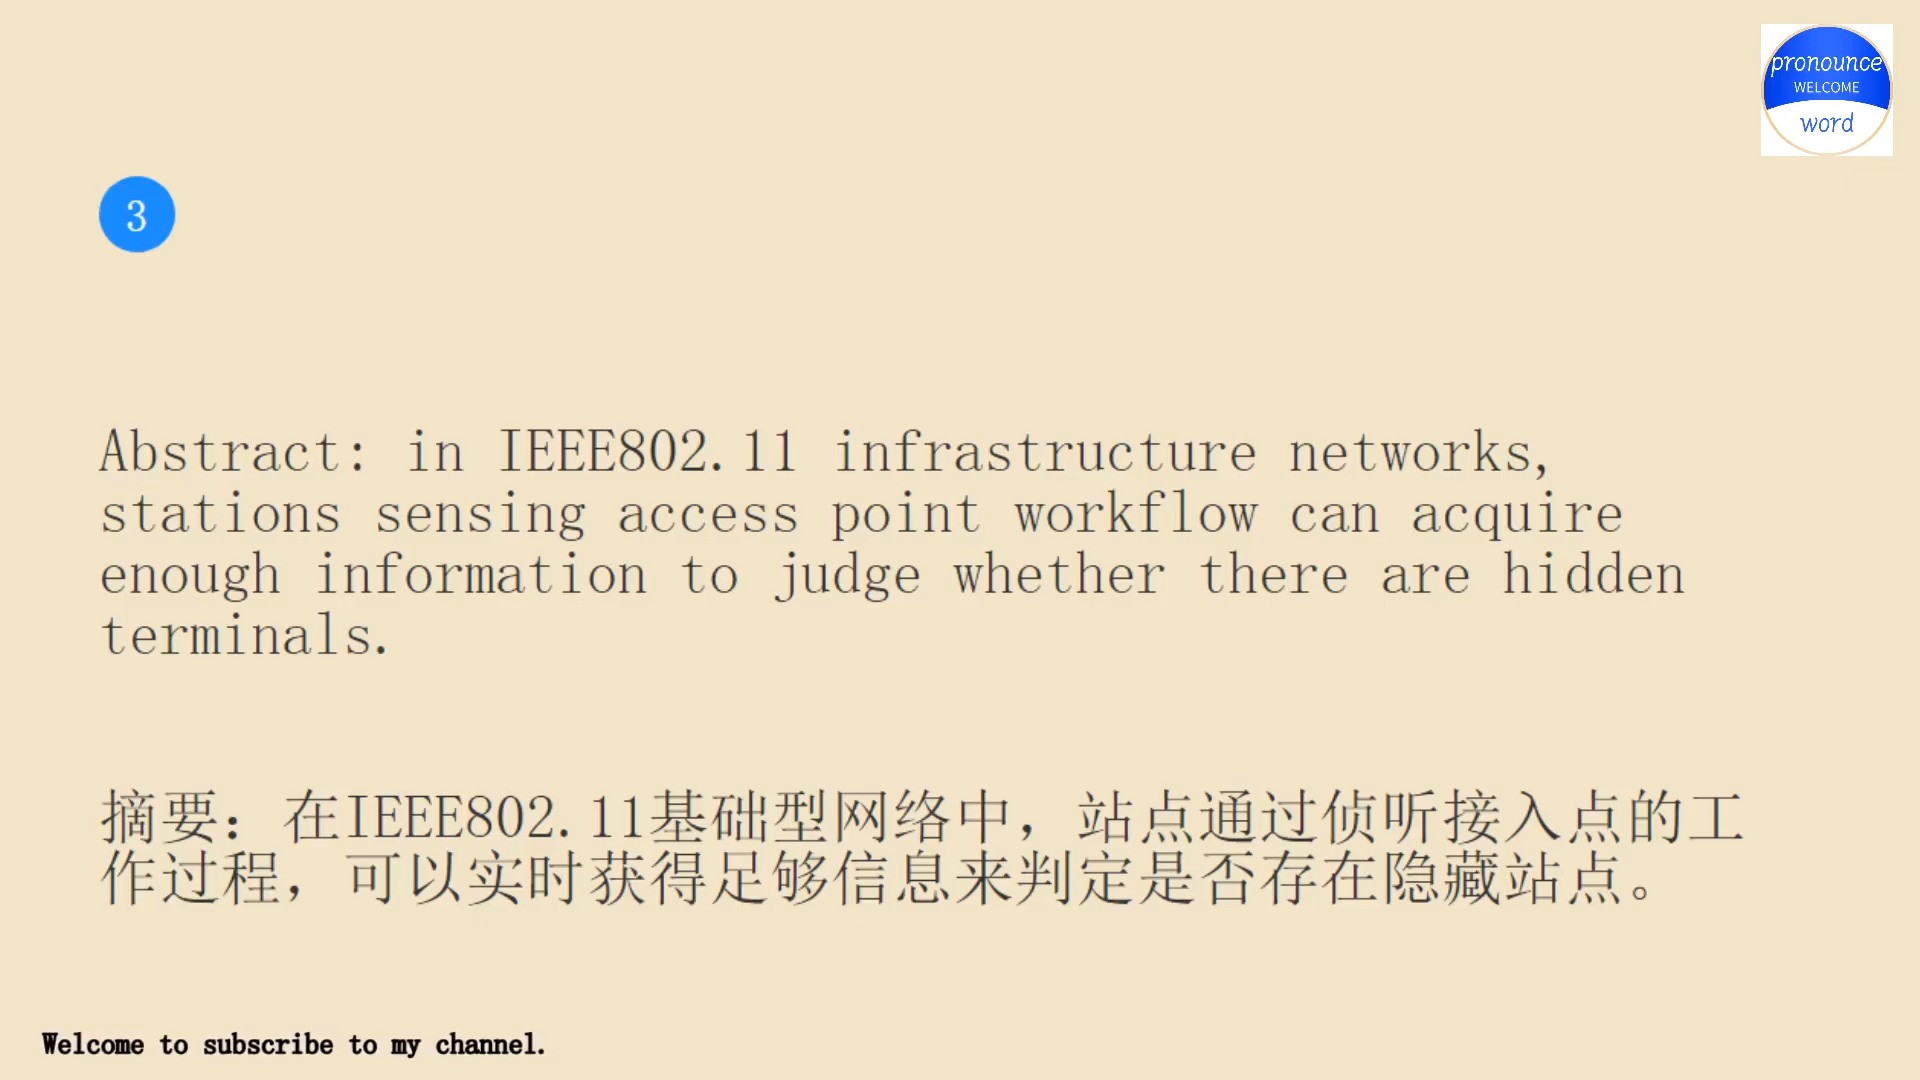 pronounce
WELCOME
word
3
Abstract: in IEEE802.11 infrastructure networks,
stations sensing access point workflow can acquire
enough information to judge whether there are hidden
terminals.
摘要：在IEEE802.11基础型网络中，站点通过侦听接入点的工
作过程，可以实时获得足够信息来判定是否存在隐藏站点。
Welcome to subscribe to my channel.